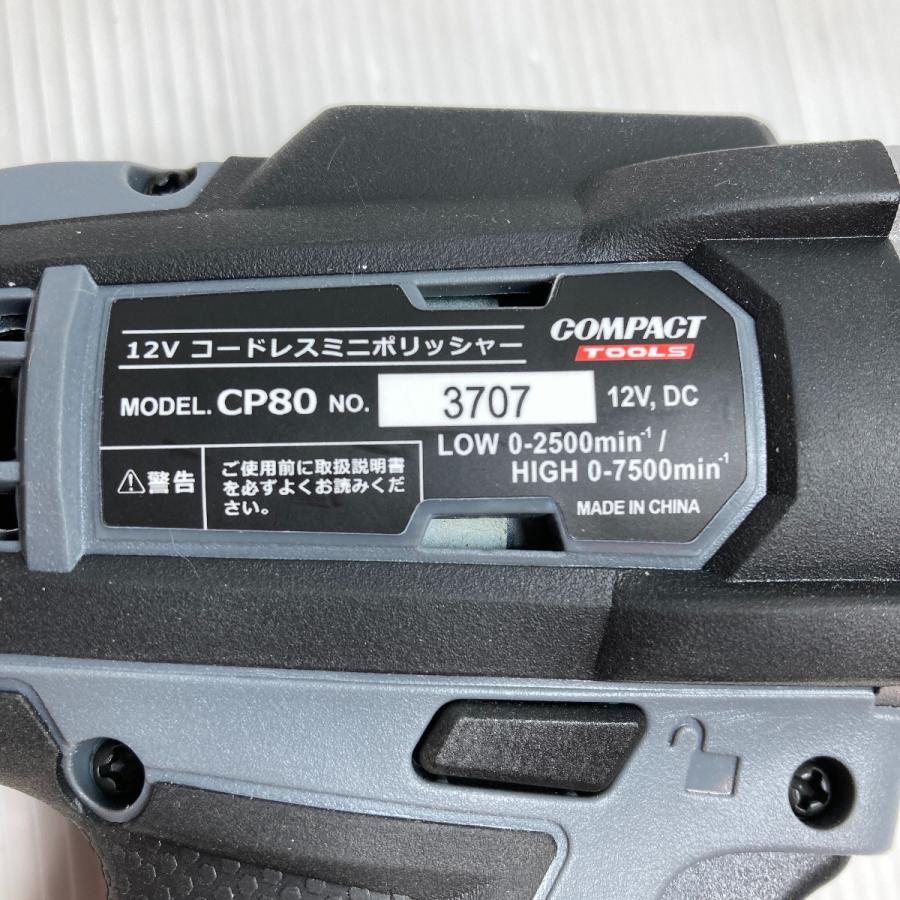 12V コードレスミニポリッシャー
COMPACT
TOOLS
MODEL. CP80 NO. 3707 12V, DC
LOW 0-2500min⁻¹ /
HIGH 0-7500min⁻¹
⚠警告
ご使用前に取扱説明書
を必ずよくお読みくだ
さい。
MADE IN CHINA